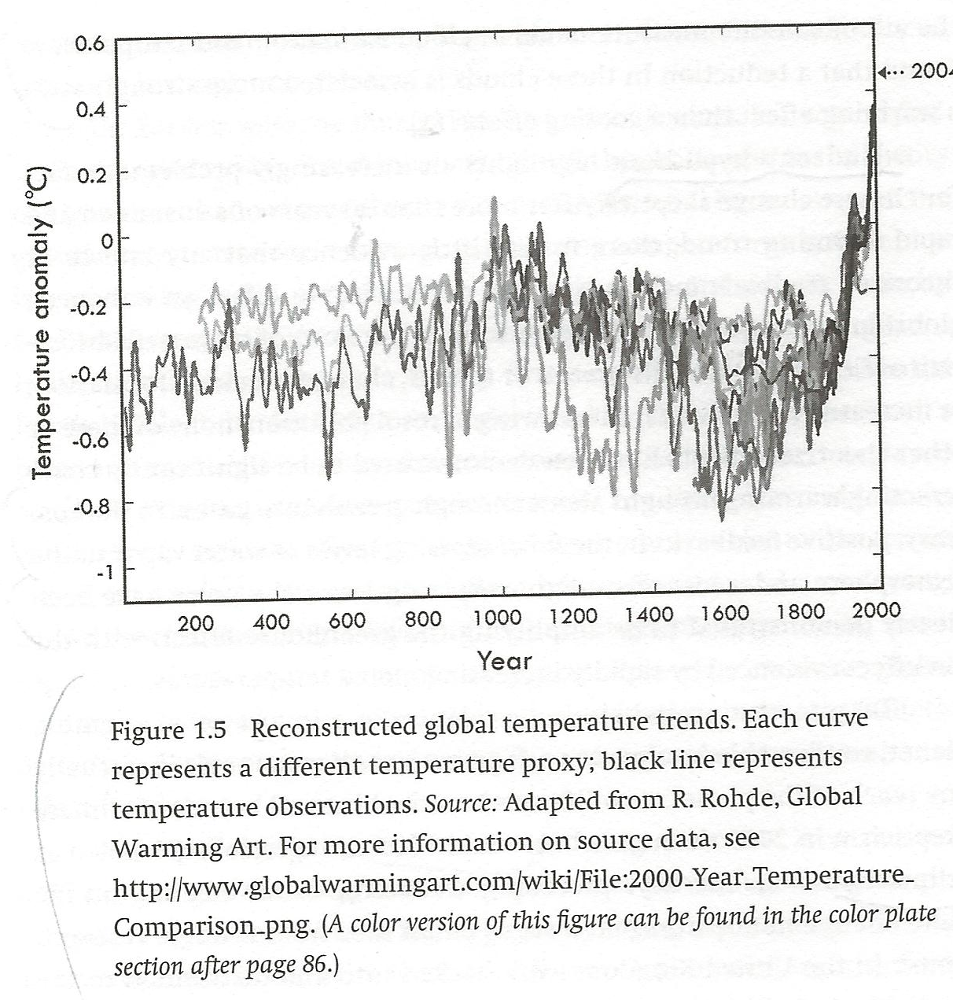 0.6
0.4
0.2
0
-0.2
-0.4
-0.6
-0.8
-1
Temperature anomaly (°C)
2004
200 400 600 800 1000 1200 1400 1600 1800 2000
Year
Figure 1.5 Reconstructed global temperature trends. Each curve
represents a different temperature proxy; black line represents
temperature observations. Source: Adapted from R. Rohde, Global
Warming Art. For more information on source data, see
http://www.globalwarmingart.com/wiki/File:2000_Year_Temperature_
Comparison_png. (A color version of this figure can be found in the color plate
section after page 86.)